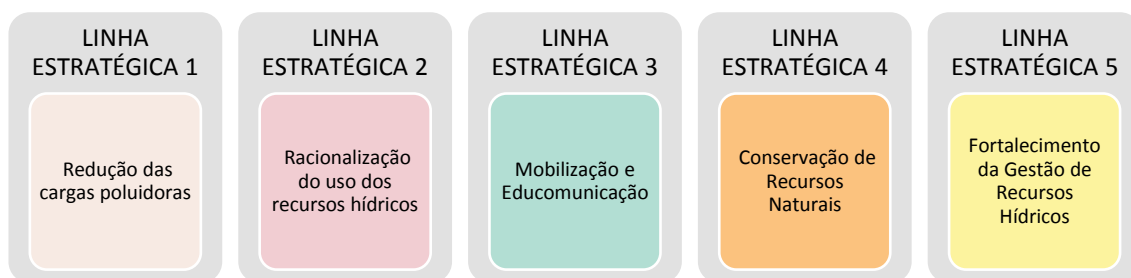 LINHA
ESTRATÉGICA 1
Redução das
cargas poluidoras
LINHA
ESTRATÉGICA 2
Racionalização
do uso dos
recursos hídricos
LINHA
ESTRATÉGICA 3
Mobilização e
Educomunicação
LINHA
ESTRATÉGICA 4
Conservação de
Recursos
Naturais
LINHA
ESTRATÉGICA 5
Fortalecimento
da Gestão de
Recursos
Hídricos